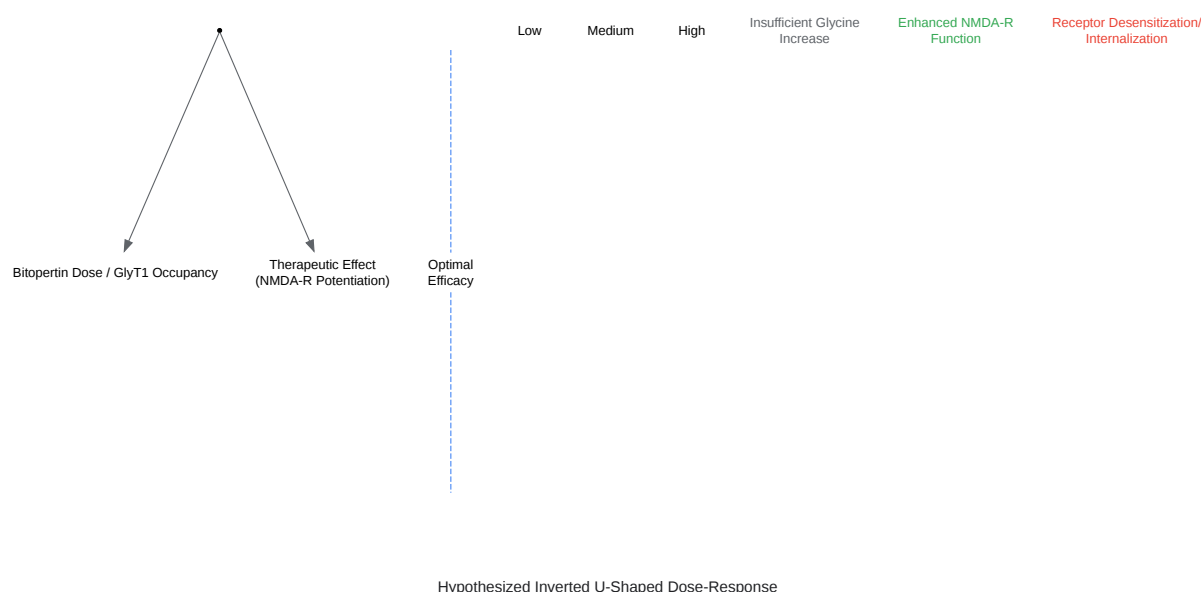 Low
Medium
High
Insufficient Glycine
Increase
Enhanced NMDA-R
Function
Receptor Desensitization/
Internalization
Bitopertin Dose / GlyT1 Occupancy
Therapeutic Effect
(NMDA-R Potentiation)
Optimal
Efficacy
Hypothesized Inverted U-Shaped Dose-Response